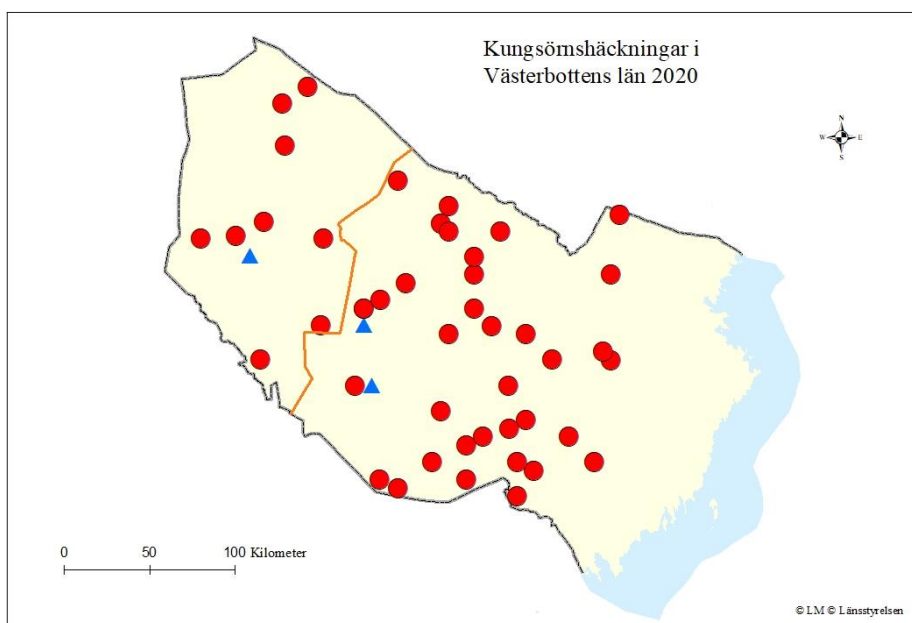 Kungsörnshäckningar i
Västerbottens län 2020
N
W E
S
0 50 100 Kilometer
© LM © Länsstyrelsen